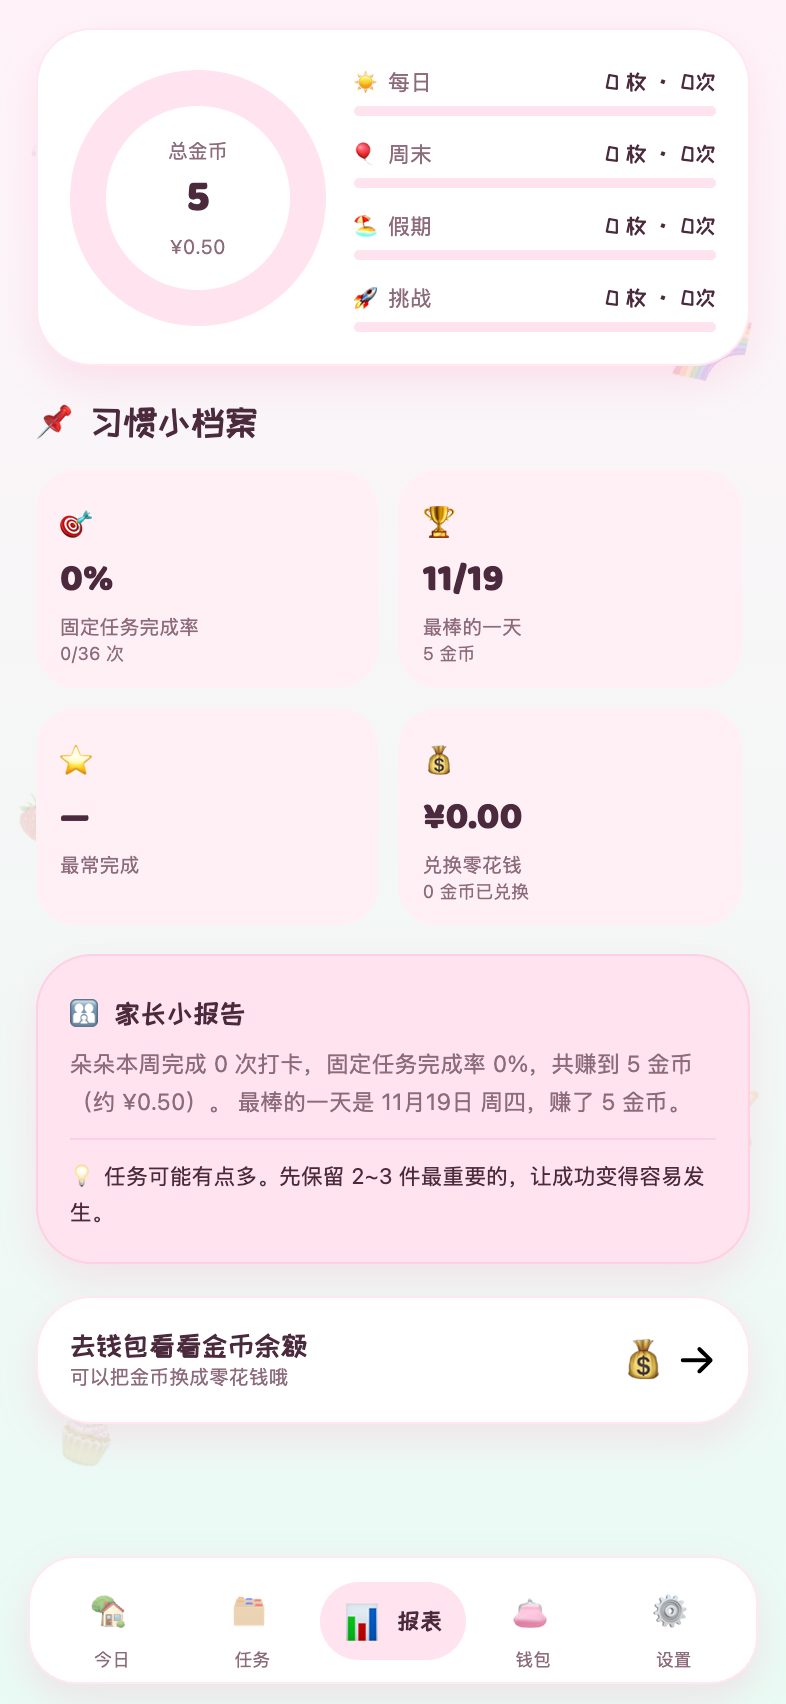 总金币
5
¥0.50
每日 0 枚 · 0次
周末 0 枚 · 0次
假期 0 枚 · 0次
挑战 0 枚 · 0次
习惯小档案
0%
固定任务完成率
0/36 次
11/19
最棒的一天
5 金币
—
最常完成
¥0.00
兑换零花钱
0 金币已兑换
家长小报告
朵朵本周完成 0 次打卡，固定任务完成率 0%，共赚到 5 金币
（约 ¥0.50）。 最棒的一天是 11月19日 周四，赚了 5 金币。
任务可能有点多。先保留 2~3 件最重要的，让成功变得容易发
生。
去钱包看看金币余额
可以把金币换成零花钱哦
今日
任务
报表
钱包
设置